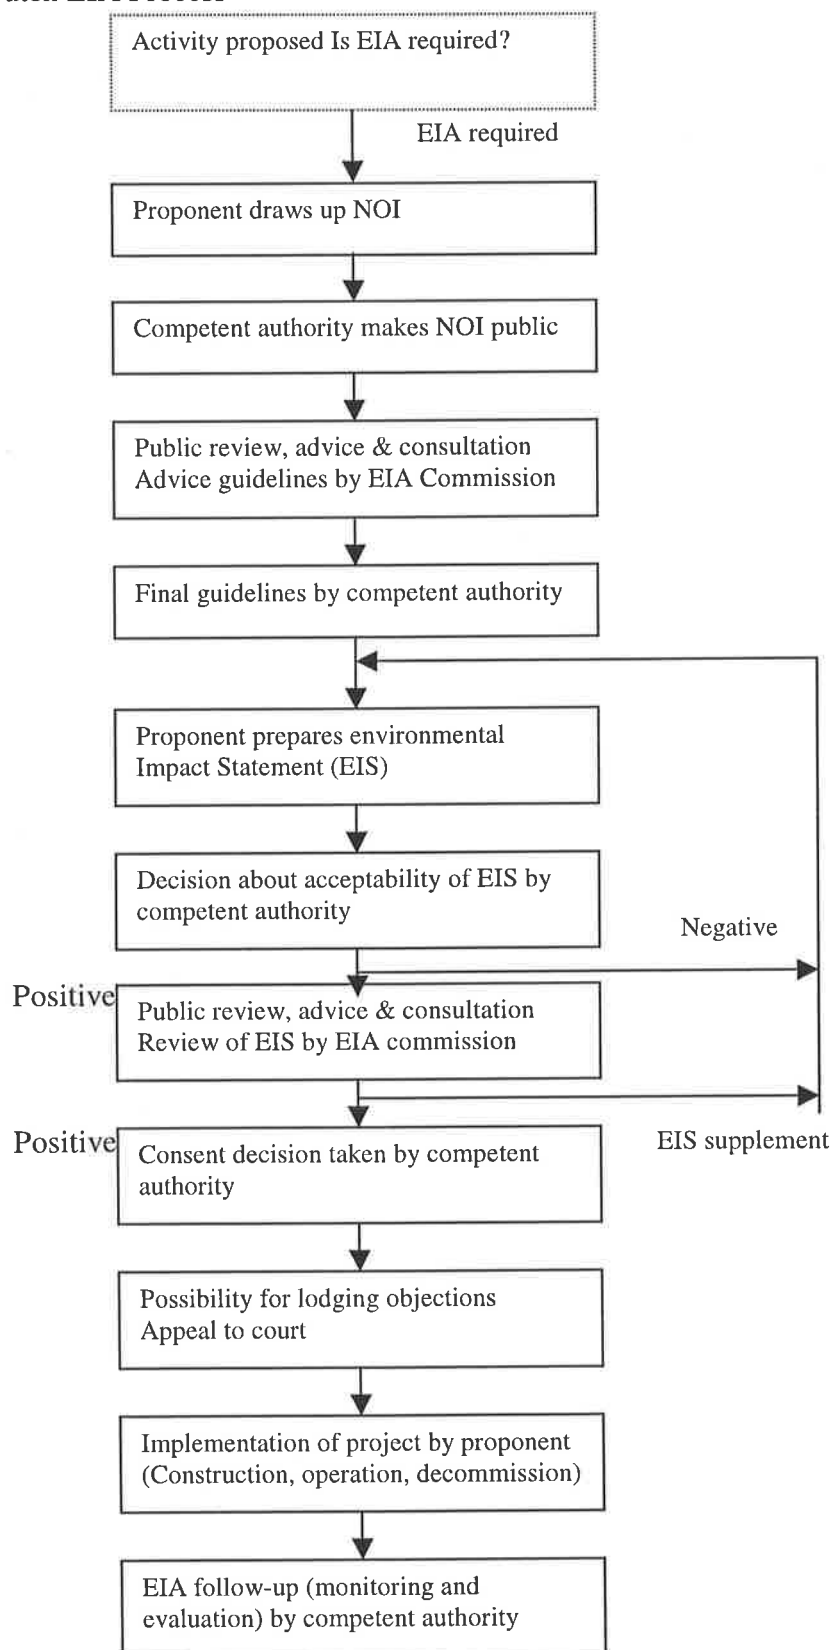 Activity proposed Is EIA required?
EIA required
Proponent draws up NOI
Competent authority makes NOI public
Public review, advice & consultation
Advice guidelines by EIA Commission
Final guidelines by competent authority
Proponent prepares environmental
Impact Statement (EIS)
Decision about acceptability of EIS by
competent authority
Negative
Positive
Public review, advice & consultation
Review of EIS by EIA commission
Positive
EIS supplement
Consent decision taken by competent
authority
Possibility for lodging objections
Appeal to court
Implementation of project by proponent
(Construction, operation, decommission)
EIA follow-up (monitoring and
evaluation) by competent authority